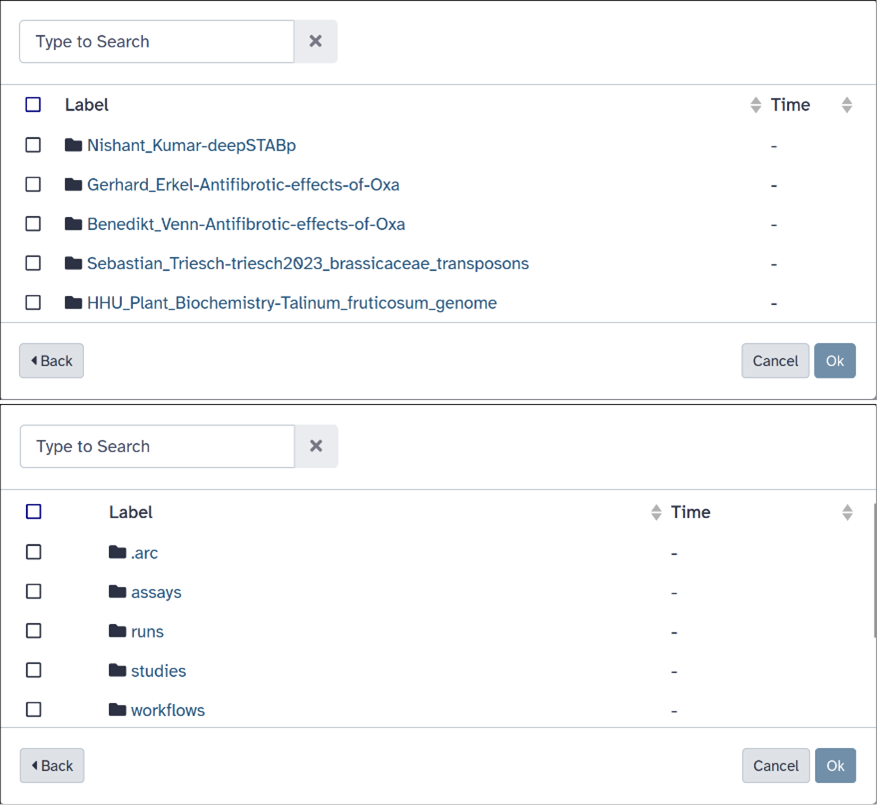 Type to Search ×
Label Time
Nishant_Kumar-deepSTABp -
Gerhard_Erkel-Antifibrotic-effects-of-Oxa -
Benedikt_Venn-Antifibrotic-effects-of-Oxa -
Sebastian_Triesch-triesch2023_brassicaceae_transposons -
HHU_Plant_Biochemistry-Talinum_fruticosum_genome -
Back Cancel Ok
Type to Search ×
Label Time
.arc -
assays -
runs -
studies -
workflows -
Back Cancel Ok